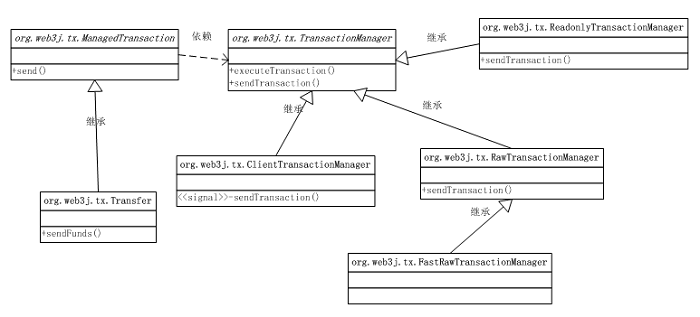 org.web3j.tx.ManagedTransaction
+send()
依赖
org.web3j.tx.TransactionManager
+executeTransaction()
+sendTransaction()
继承
org.web3j.tx.ReadonlyTransactionManager
+sendTransaction()
继承
继承
继承
org.web3j.tx.ClientTransactionManager
<<signal>>-sendTransaction()
org.web3j.tx.RawTransactionManager
+sendTransaction()
org.web3j.tx.Transfer
+sendFunds()
继承
org.web3j.tx.FastRawTransactionManager